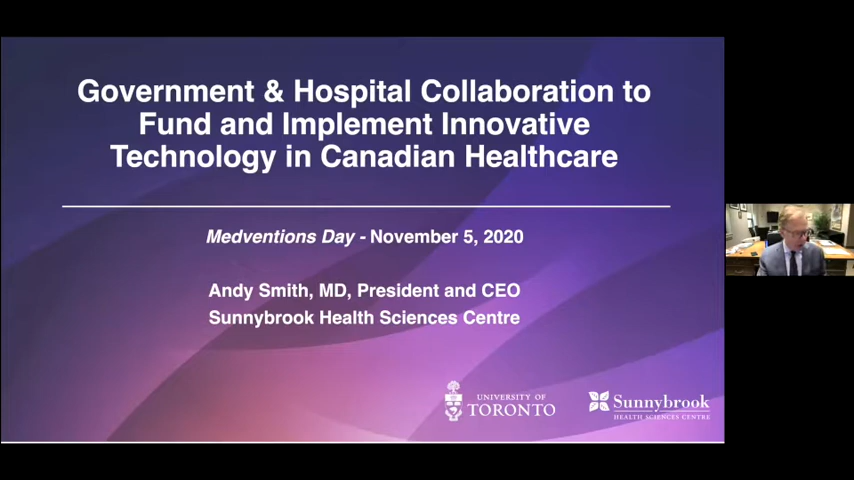 Government & Hospital Collaboration to
Fund and Implement Innovative
Technology in Canadian Healthcare
Medventions Day - November 5, 2020
Andy Smith, MD, President and CEO
Sunnybrook Health Sciences Centre
UNIVERSITY OF
TORONTO
Sunnybrook
HEALTH SCIENCES CENTRE